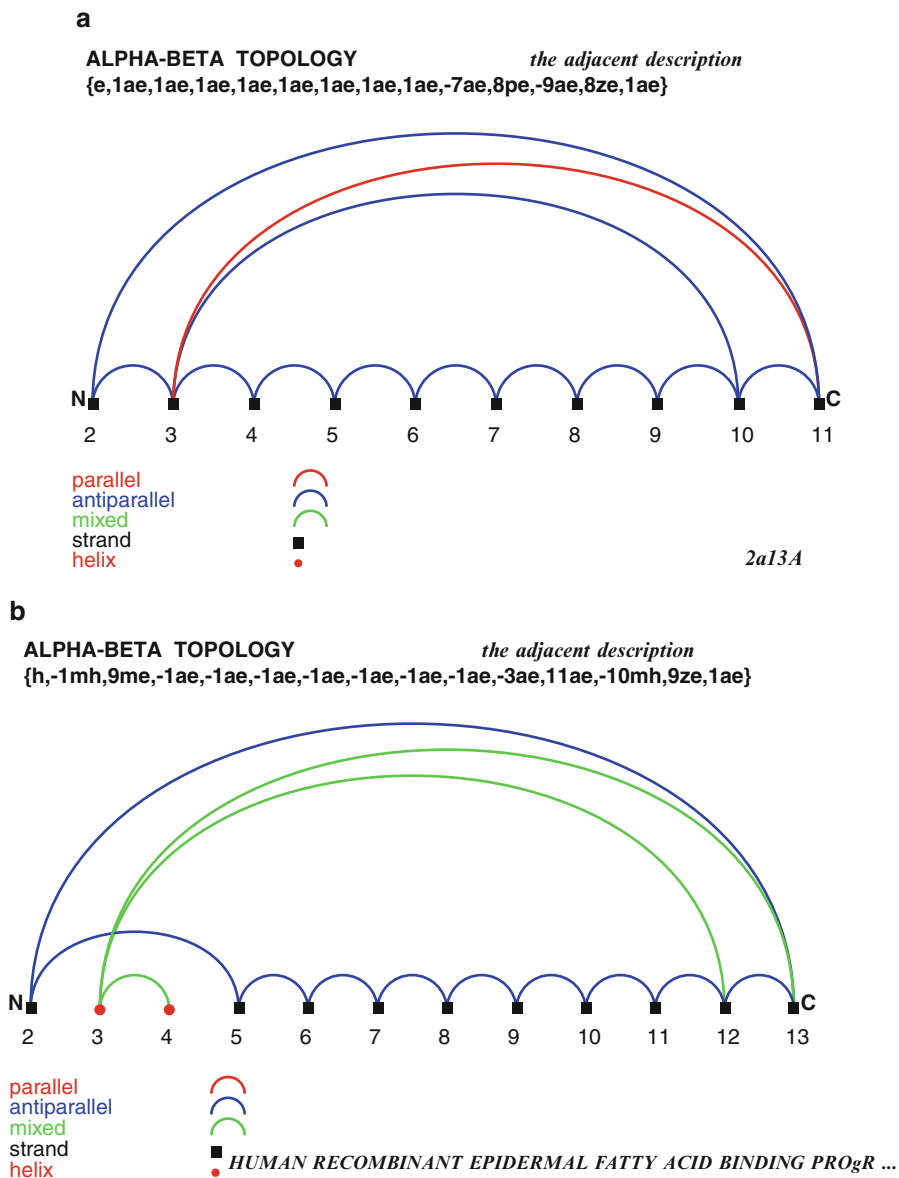 a
ALPHA-BETA TOPOLOGY the adjacent description
{e,1ae,1ae,1ae,1ae,1ae,1ae,1ae,1ae,-7ae,8pe,-9ae,8ze,1ae}
N C
2 3 4 5 6 7 8 9 10 11
parallel
antiparallel
mixed
strand
helix 2a13A
b
ALPHA-BETA TOPOLOGY the adjacent description
{h,-1mh,9me,-1ae,-1ae,-1ae,-1ae,-1ae,-1ae,-1ae,-3ae,11ae,-10mh,9ze,1ae}
N C
2 3 4 5 6 7 8 9 10 11 12 13
parallel
antiparallel
mixed
strand
helix HUMAN RECOMBINANT EPIDERMAL FATTY ACID BINDING PROgR ...